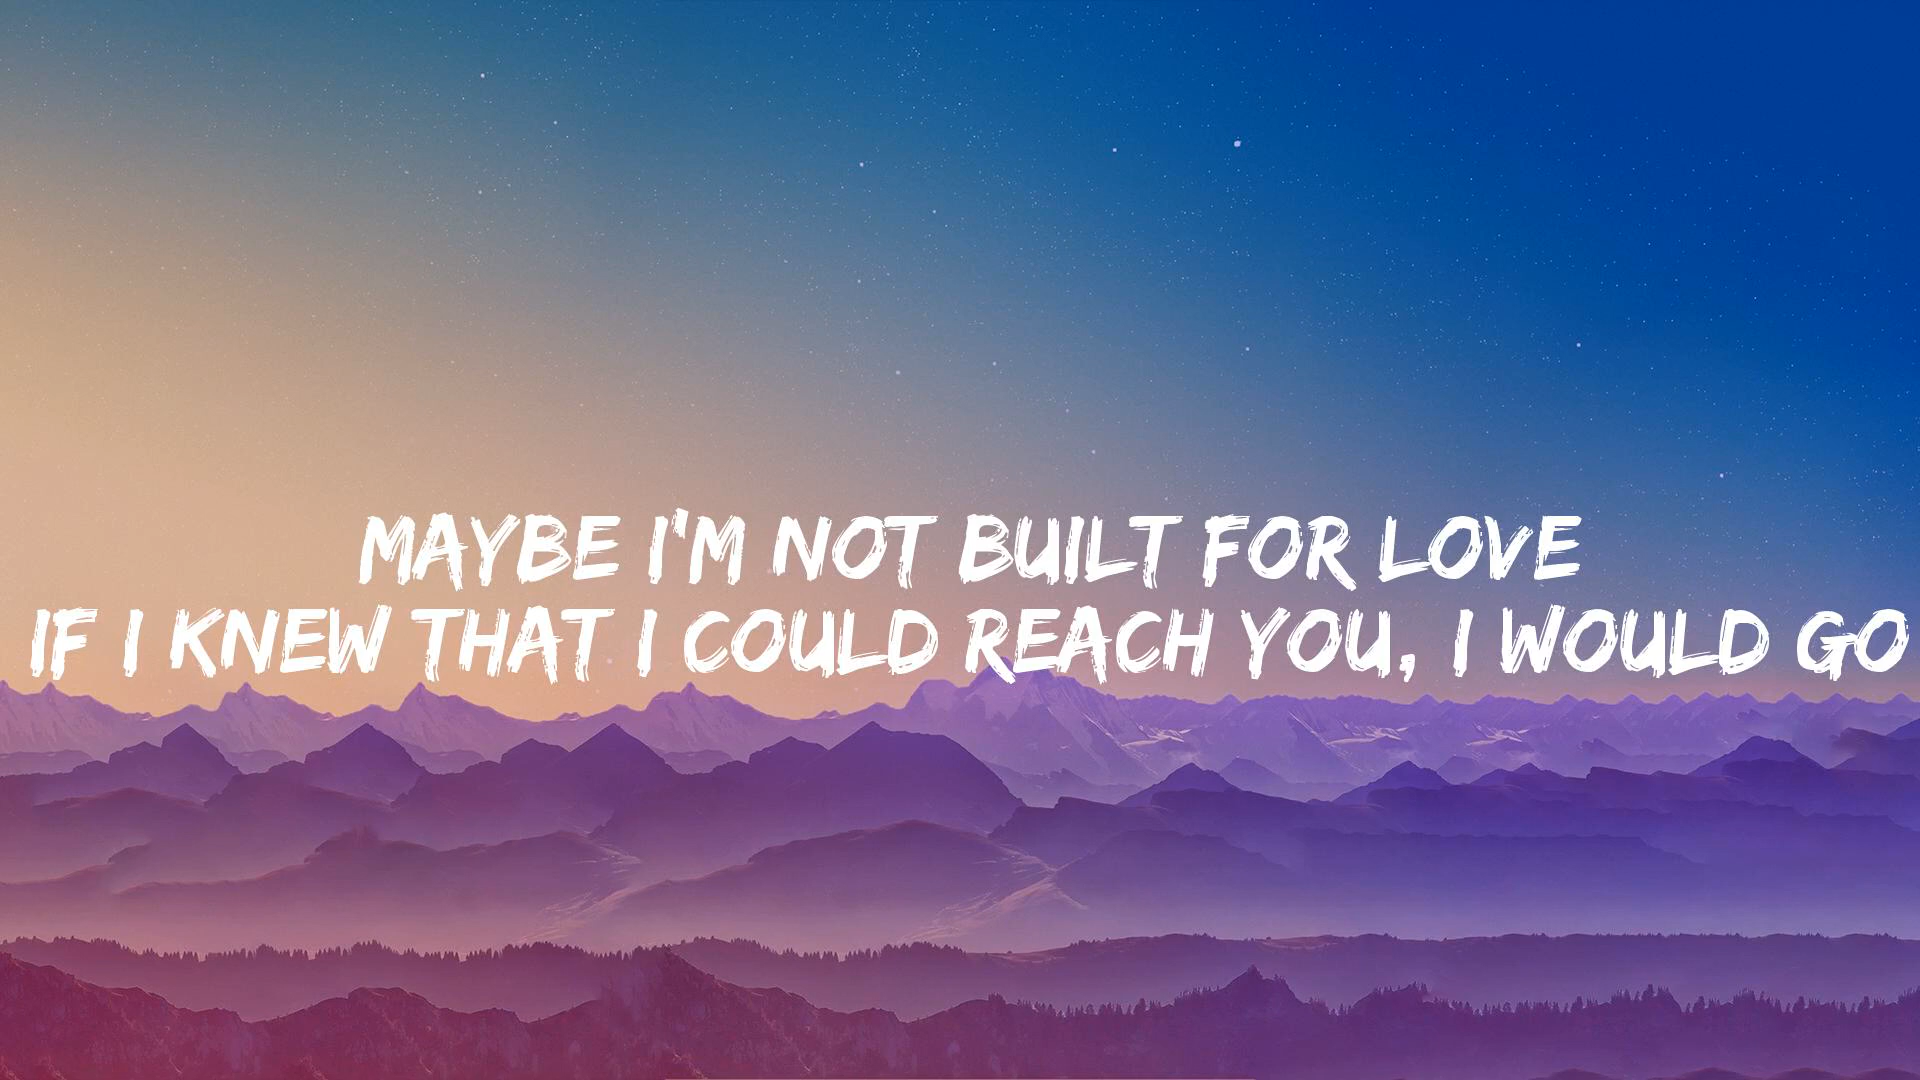 MAYBE I'M NOT BUILT FOR LOVE
IF I KNEW THAT I COULD REACH YOU, I WOULD GO